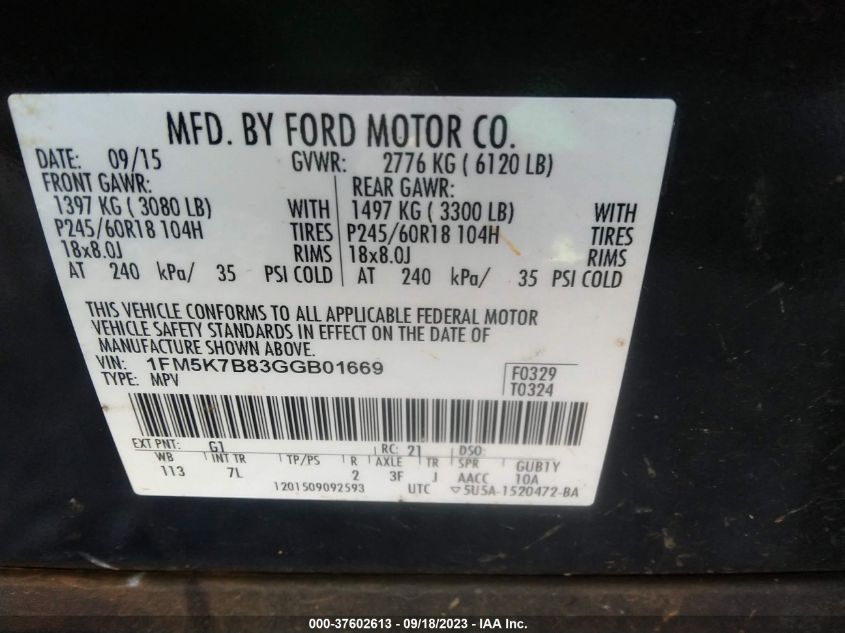 MFD. BY FORD MOTOR CO.
DATE: 09/15 GVWR: 2776 KG ( 6120 LB)
FRONT GAWR: REAR GAWR:
1397 KG ( 3080 LB) WITH 1497 KG ( 3300 LB) WITH
P245/60R18 104H TIRES P245/60R18 104H TIRES
18x8.0J RIMS 18x8.0J RIMS
AT 240 kPa/ 35 PSI COLD AT 240 kPa/ 35 PSI COLD
THIS VEHICLE CONFORMS TO ALL APPLICABLE FEDERAL MOTOR
VEHICLE SAFETY STANDARDS IN EFFECT ON THE DATE OF
MANUFACTURE SHOWN ABOVE.
VIN: 1FM5K7B83GGB01669 F0329
TYPE: MPV T0324
EXT PNT: G1 RC: 21 DSO:
WB INT TR TP/PS R AXLE TR SPR GUB1Y
113 7L 2 3F J AACC 10A
1201509092593 UTC ▽5U5A-1520472-BA
000-37602613 - 09/18/2023 - IAA Inc.